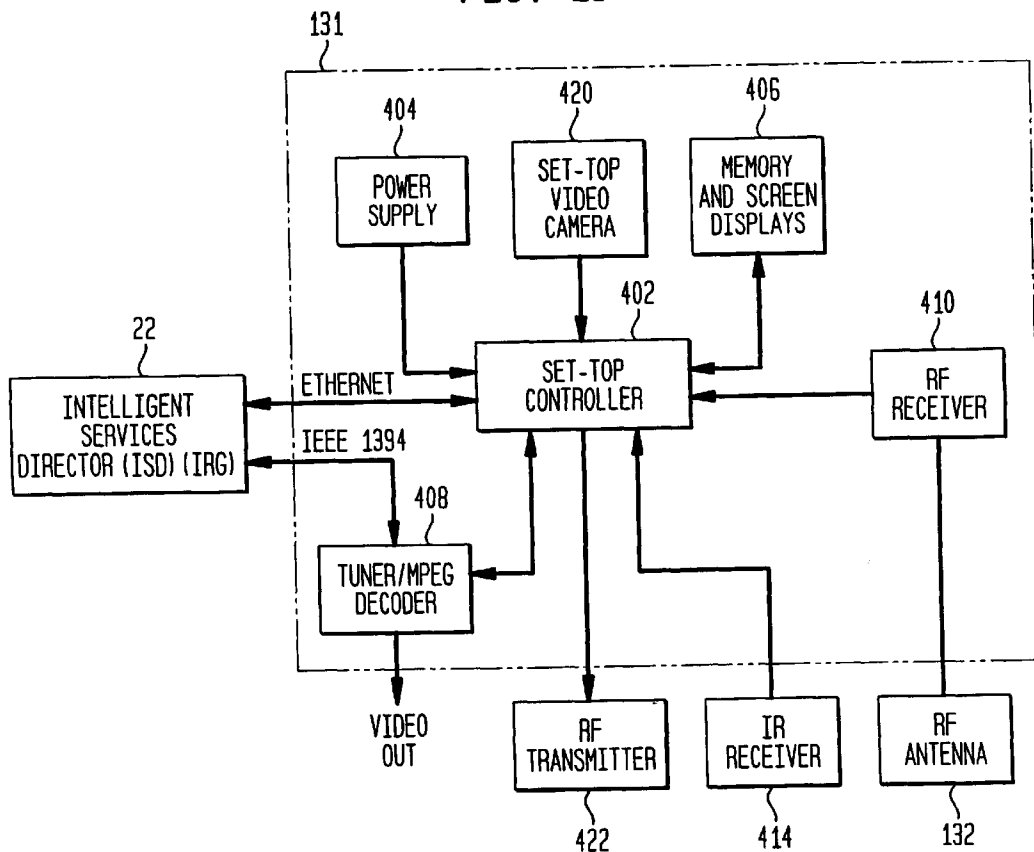 131
404
POWER
SUPPLY
420
SET-TOP
VIDEO
CAMERA
406
MEMORY
AND SCREEN
DISPLAYS
402
SET-TOP
CONTROLLER
410
RF
RECEIVER
22
INTELLIGENT
SERVICES
DIRECTOR (ISD) (IRG)
ETHERNET
IEEE 1394
408
TUNER/MPEG
DECODER
VIDEO
OUT
RF
TRANSMITTER
422
IR
RECEIVER
414
RF
ANTENNA
132